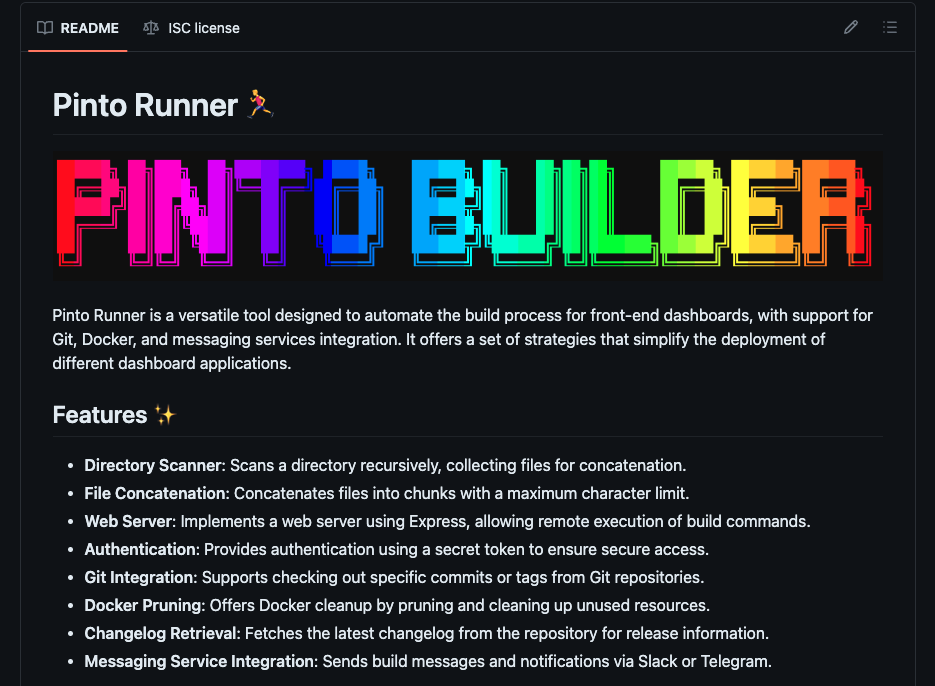 README
ISC license
Pinto Runner 🏃
PINTO BUILDER
Pinto Runner is a versatile tool designed to automate the build process for front-end dashboards, with support for
Git, Docker, and messaging services integration. It offers a set of strategies that simplify the deployment of
different dashboard applications.
Features ✨
• Directory Scanner: Scans a directory recursively, collecting files for concatenation.
• File Concatenation: Concatenates files into chunks with a maximum character limit.
• Web Server: Implements a web server using Express, allowing remote execution of build commands.
• Authentication: Provides authentication using a secret token to ensure secure access.
• Git Integration: Supports checking out specific commits or tags from Git repositories.
• Docker Pruning: Offers Docker cleanup by pruning and cleaning up unused resources.
• Changelog Retrieval: Fetches the latest changelog from the repository for release information.
• Messaging Service Integration: Sends build messages and notifications via Slack or Telegram.